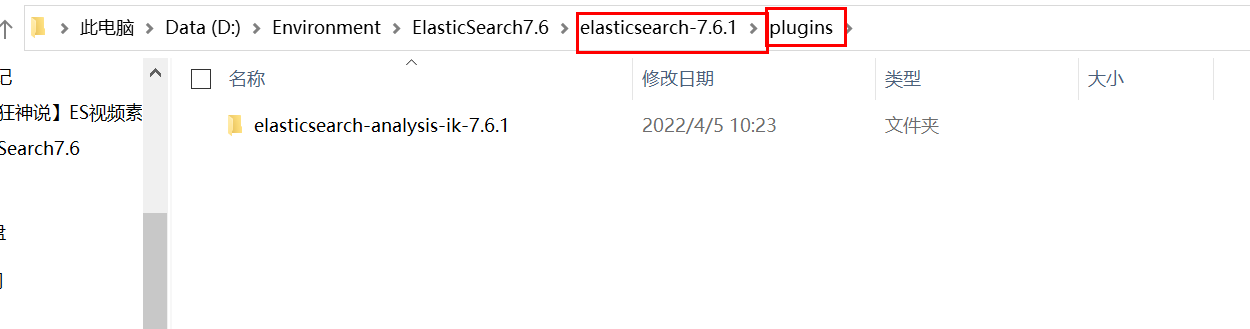 此电脑 Data (D:) Environment ElasticSearch7.6 elasticsearch-7.6.1 plugins
名称 修改日期 类型 大小
记
狂神说】ES视频素
Search7.6
elasticsearch-analysis-ik-7.6.1 2022/4/5 10:23 文件夹
盘